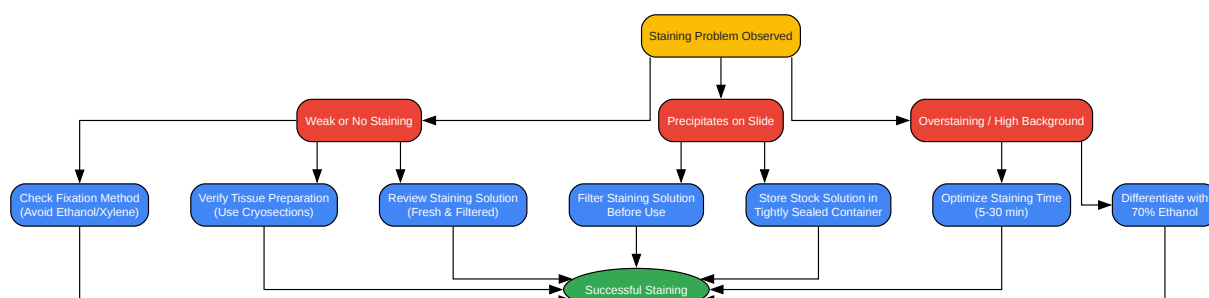 Staining Problem Observed
Weak or No Staining
Precipitates on Slide
Overstaining / High Background
Check Fixation Method
(Avoid Ethanol/Xylene)
Verify Tissue Preparation
(Use Cryosections)
Review Staining Solution
(Fresh & Filtered)
Filter Staining Solution
Before Use
Store Stock Solution in
Tightly Sealed Container
Optimize Staining Time
(5-30 min)
Differentiate with
70% Ethanol
Successful Staining